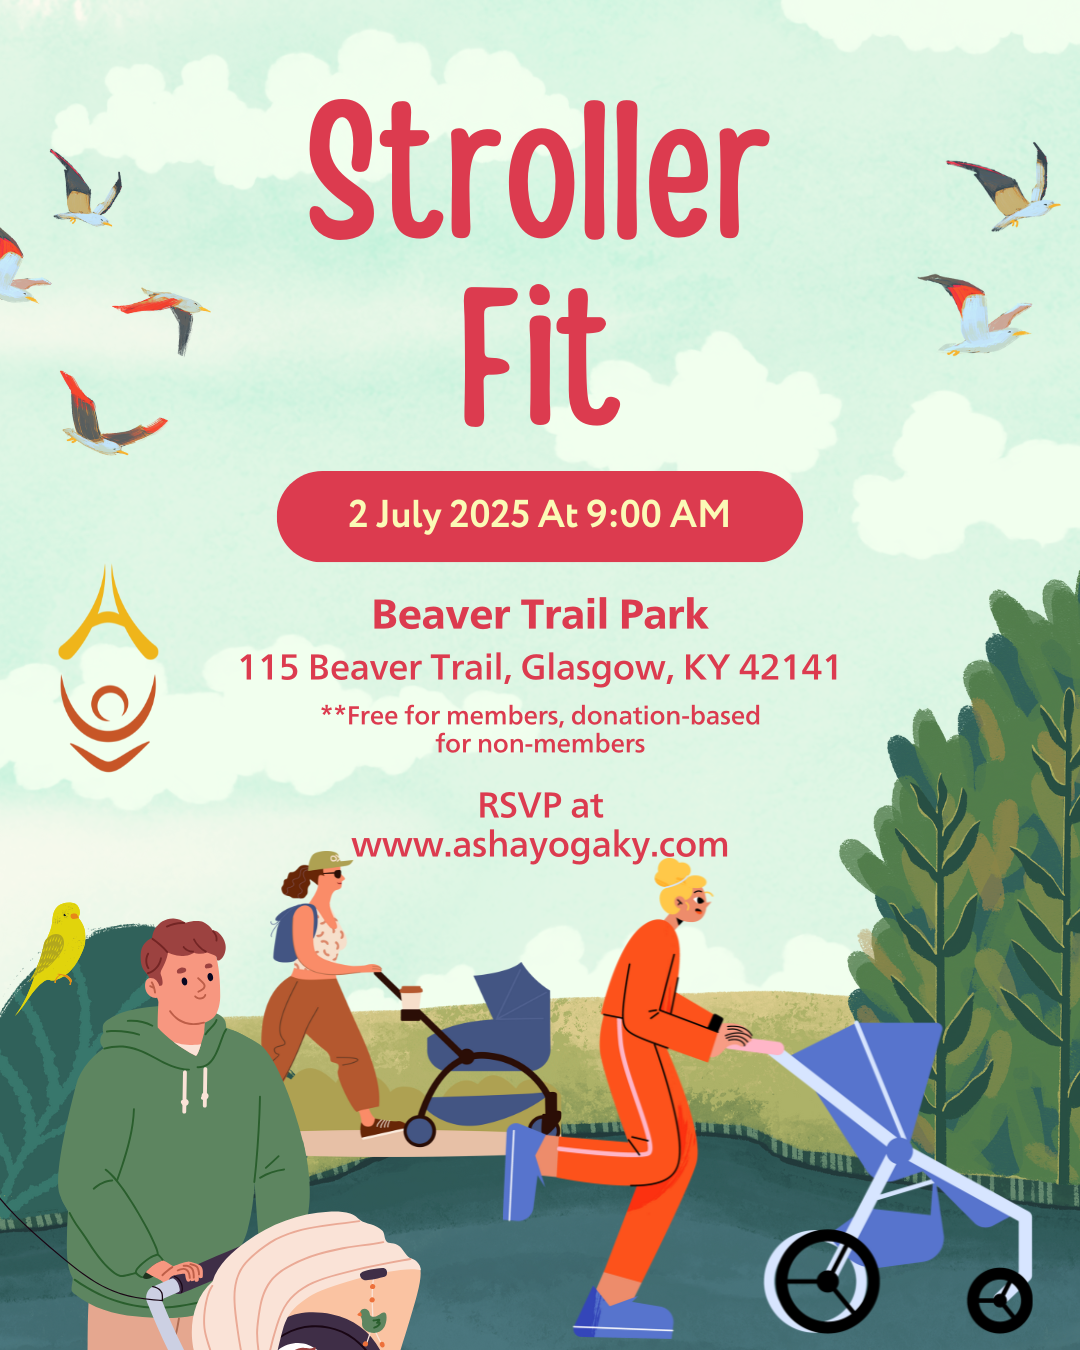 Stroller
Fit
2 July 2025 At 9:00 AM
Beaver Trail Park
115 Beaver Trail, Glasgow, KY 42141
**Free for members, donation-based
for non-members
RSVP at
www.ashayogaky.com